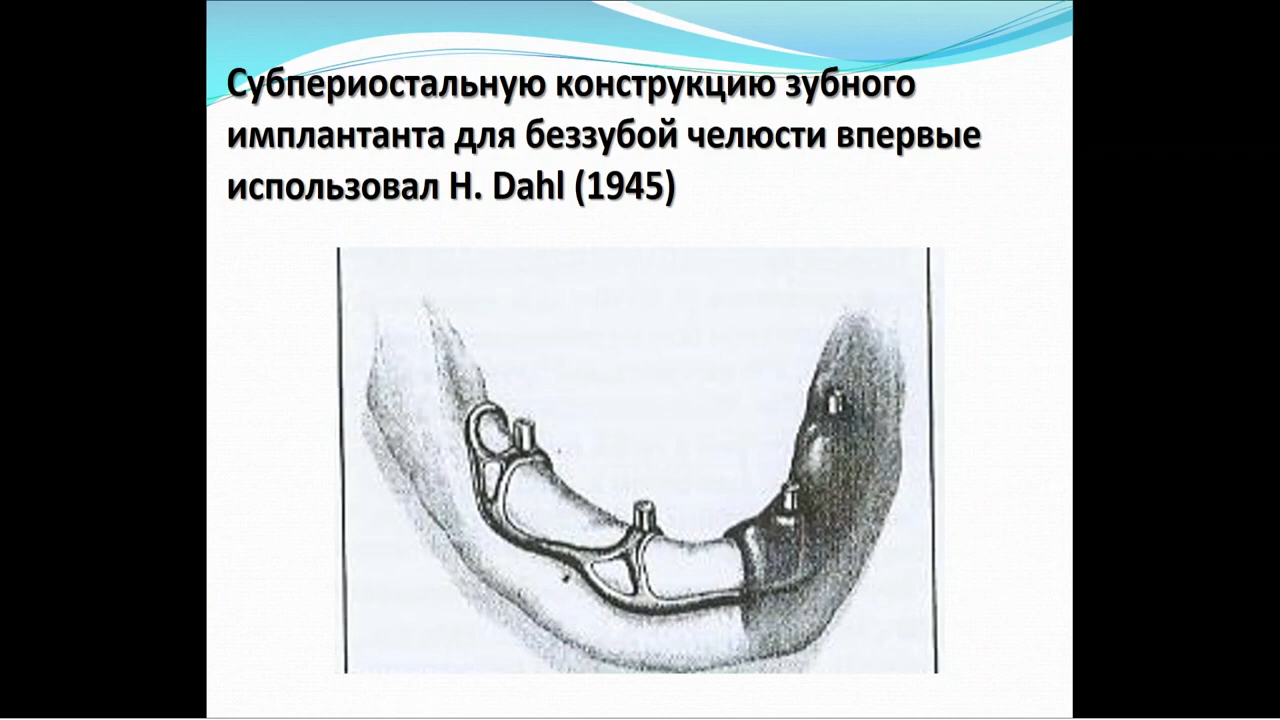 Субпериостальную конструкцию зубного
имплантанта для беззубой челюсти впервые
использовал Н. Dahl (1945)